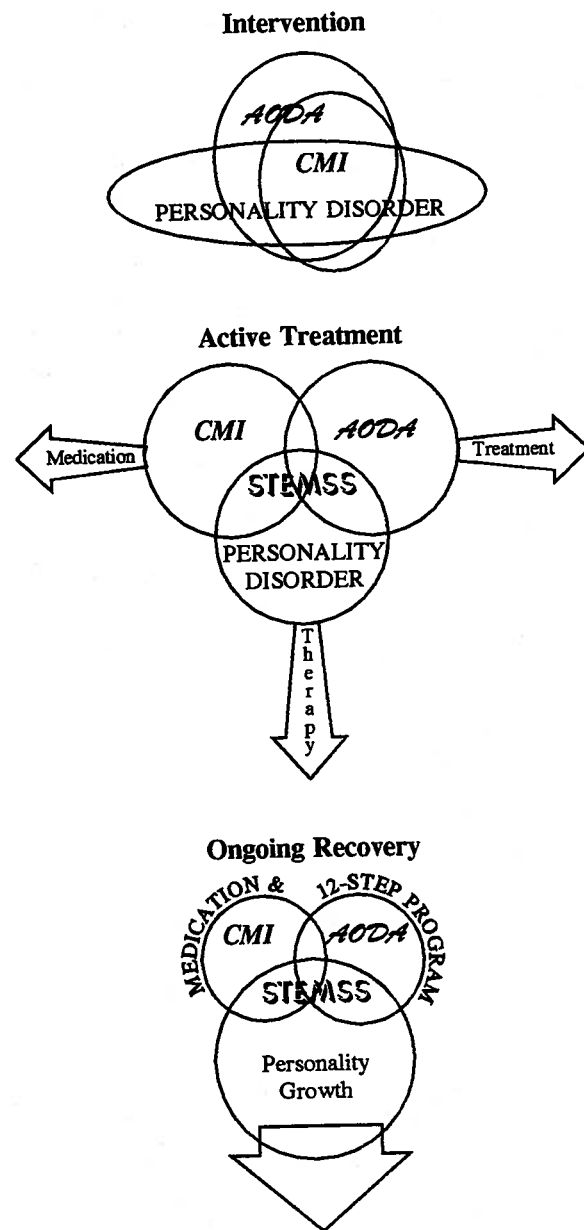 Intervention
AODA
CMI
PERSONALITY DISORDER
Active Treatment
CMI
AODA
Medication
Treatment
STEMSS
PERSONALITY
DISORDER
Therapy
Ongoing Recovery
MEDICATION & 12-STEP PROGRAM
CMI
AODA
STEMSS
Personality
Growth